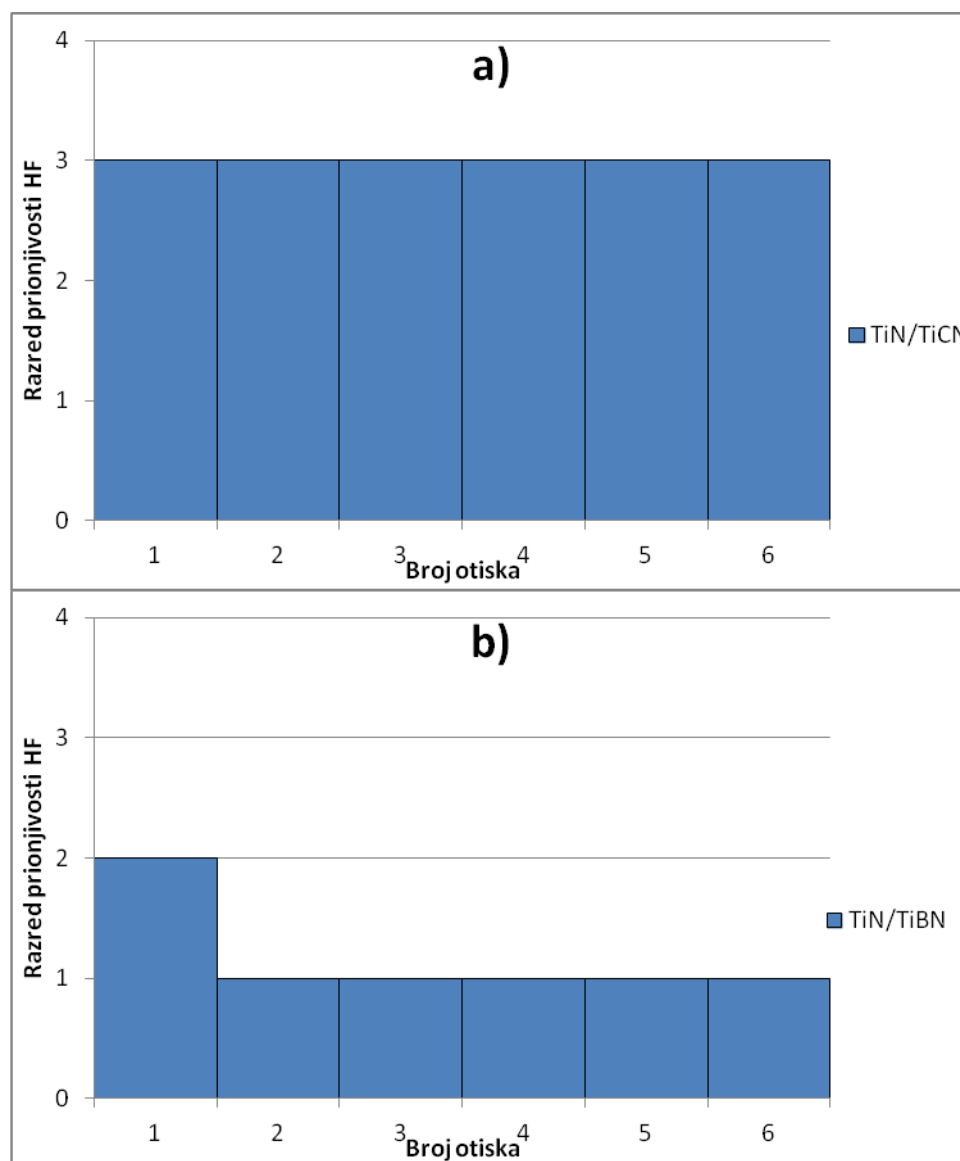 a)
Razred prionjivosti HF
4
3
2
1
0
1 2 3 4 5 6
Broj otiska
TiN/TiCN
b)
Razred prionjivosti HF
4
3
2
1
0
1 2 3 4 5 6
Broj otiska
TiN/TiBN